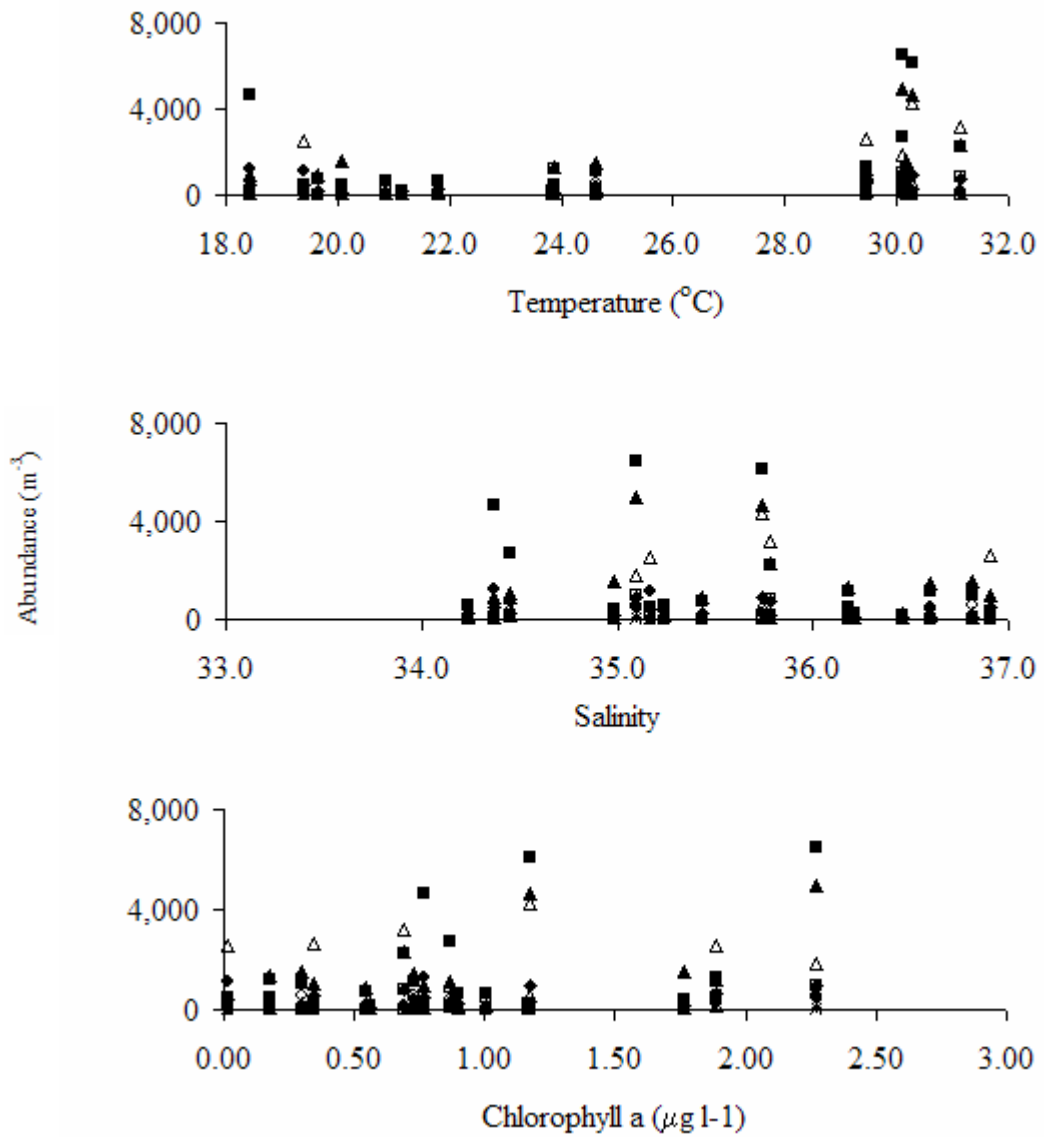 8,000
4,000
0
18.0 20.0 22.0 24.0 26.0 28.0 30.0 32.0
Temperature (°C)
8,000
4,000
0
33.0 34.0 35.0 36.0 37.0
Salinity
Abundance (m⁻³)
8,000
4,000
0
0.00 0.50 1.00 1.50 2.00 2.50 3.00
Chlorophyll a (µg l-1)